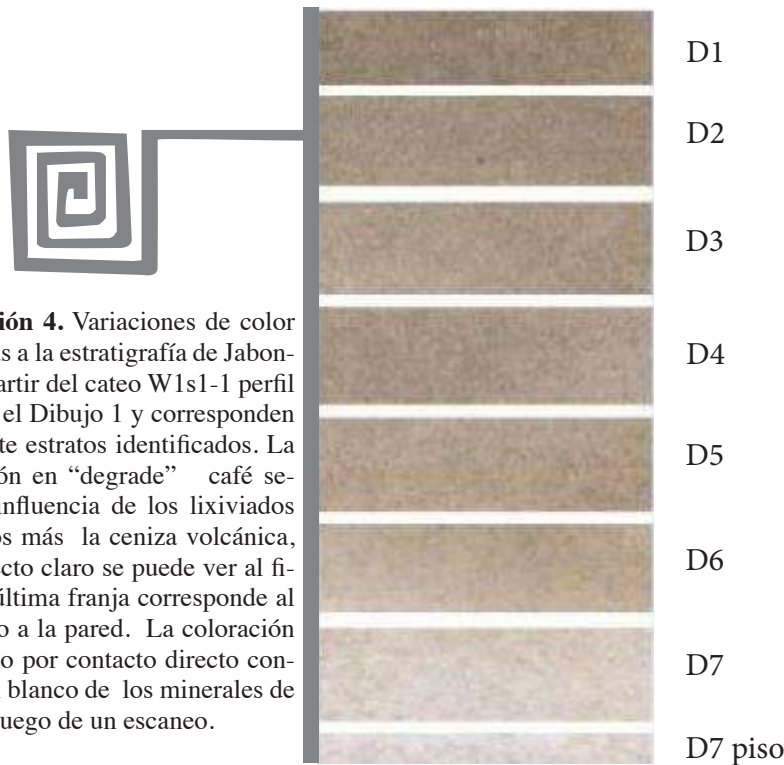 D1
D2
D3
D4
D5
D6
D7
D7 piso
ión 4. Variaciones de color
s a la estratigrafía de Jabon-
artir del cateo W1s1-1 perfil
el Dibujo 1 y corresponden
te estratos identificados. La
ón en “degrade” café se-
influencia de los lixiviados
os más la ceniza volcánica,
cto claro se puede ver al fi-
última franja corresponde al
o a la pared. La coloración
o por contacto directo con-
blanco de los minerales de
uego de un escaneo.